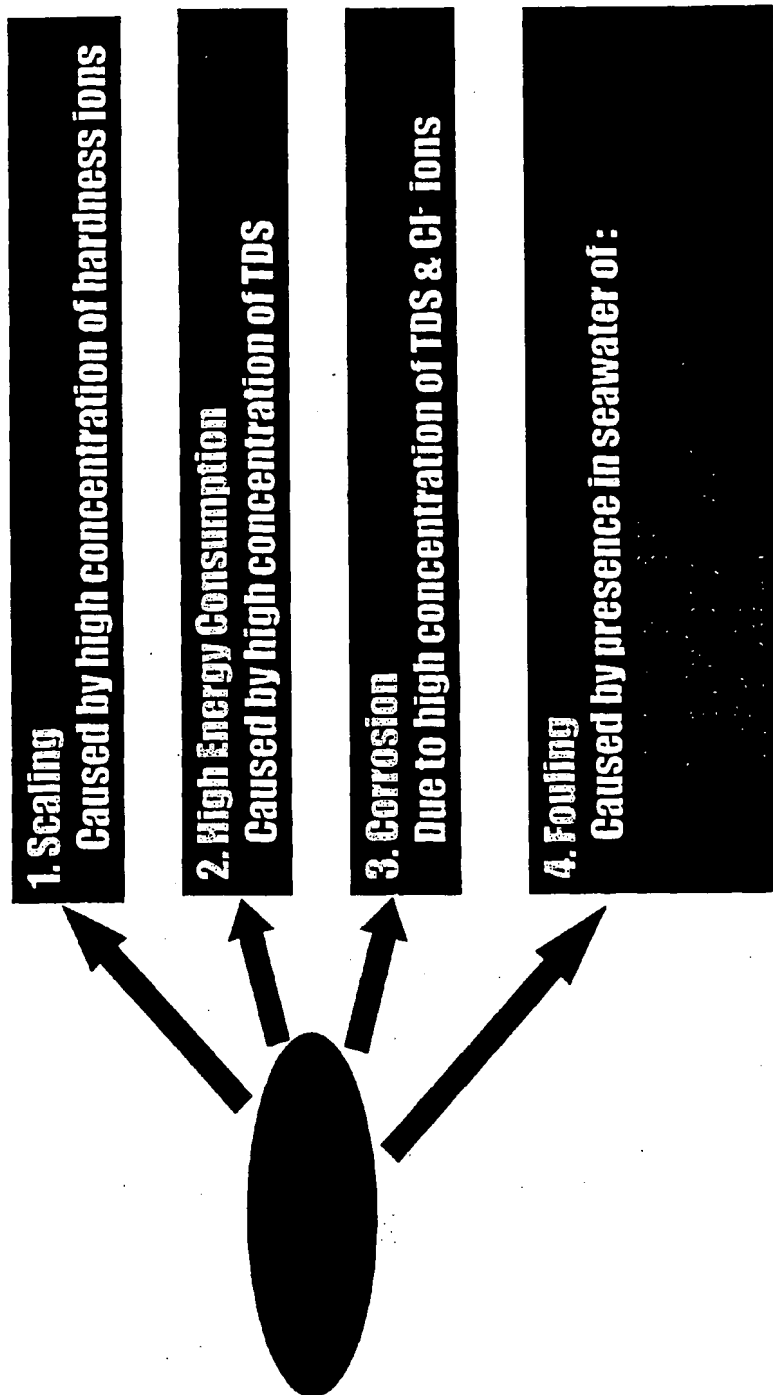 1. Scaling
Caused by high concentration of hardness ions
2. High Energy Consumption
Caused by high concentration of TDS
3. Corrosion
Due to high concentration of TDS & Cl⁻ ions
4. Fouling
Caused by presence in seawater of :